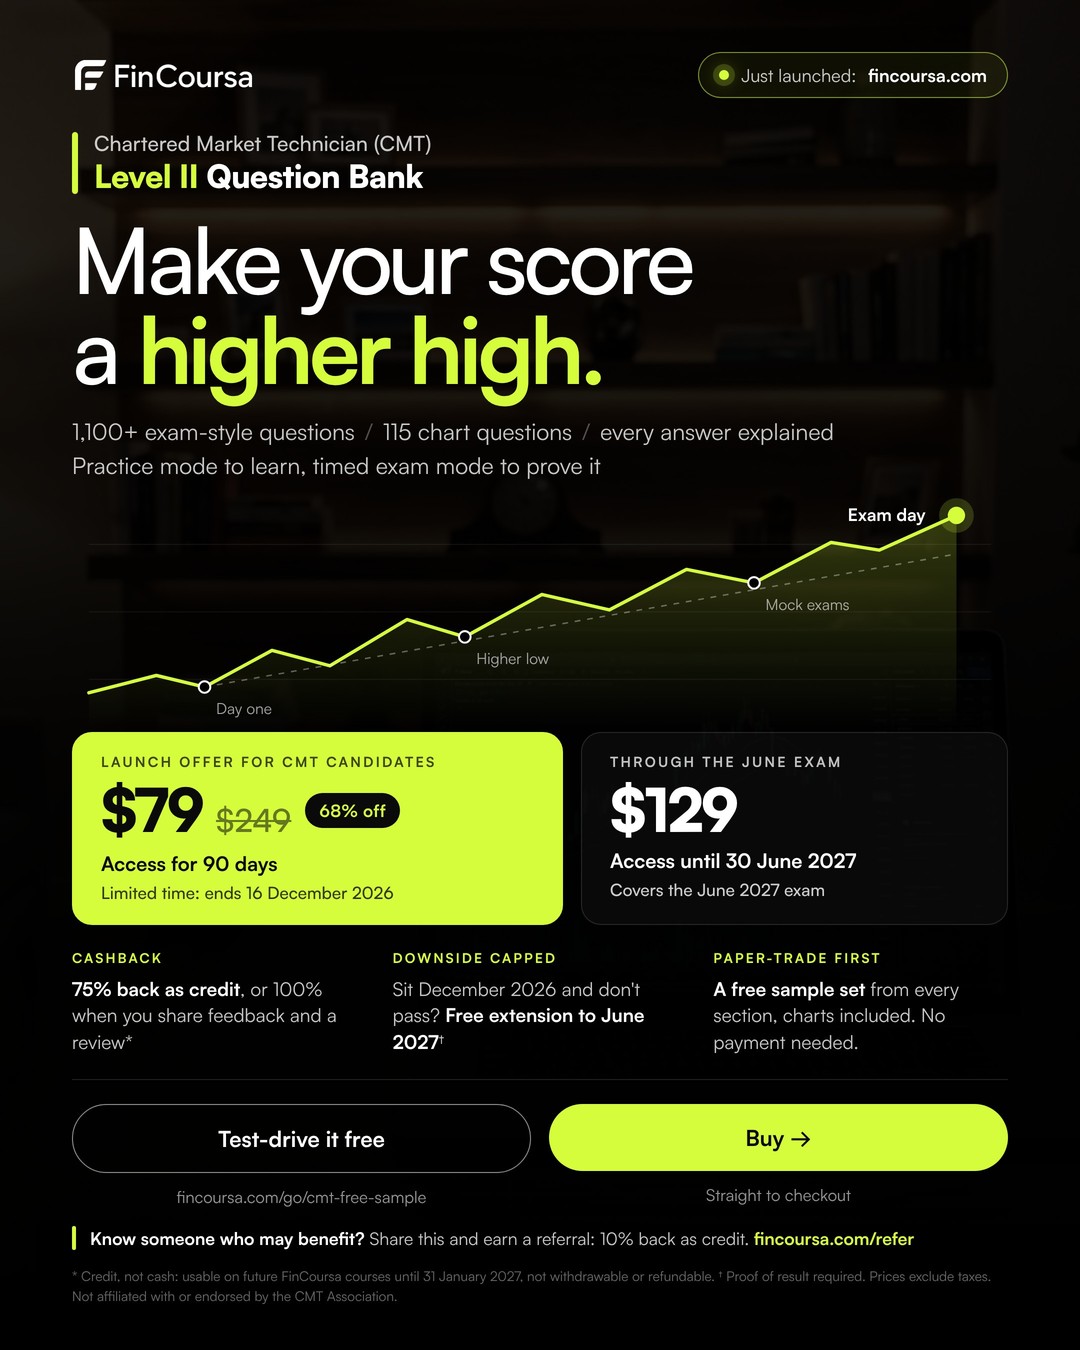 FinCoursa
Just launched: fincoursa.com
Chartered Market Technician (CMT)
Level II Question Bank
Make your score
a higher high.
1,100+ exam-style questions / 115 chart questions / every answer explained
Practice mode to learn, timed exam mode to prove it
Exam day
Mock exams
Higher low
Day one
LAUNCH OFFER FOR CMT CANDIDATES
$79 $249 68% off
Access for 90 days
Limited time: ends 16 December 2026
THROUGH THE JUNE EXAM
$129
Access until 30 June 2027
Covers the June 2027 exam
CASHBACK
75% back as credit, or 100%
when you share feedback and a
review*
DOWNSIDE CAPPED
Sit December 2026 and don't
pass? Free extension to June
2027†
PAPER-TRADE FIRST
A free sample set from every
section, charts included. No
payment needed.
Test-drive it free
fincoursa.com/go/cmt-free-sample
Buy →
Straight to checkout
Know someone who may benefit? Share this and earn a referral: 10% back as credit. fincoursa.com/refer
* Credit, not cash: usable on future FinCoursa courses until 31 January 2027, not withdrawable or refundable. † Proof of result required. Prices exclude taxes.
Not affiliated with or endorsed by the CMT Association.